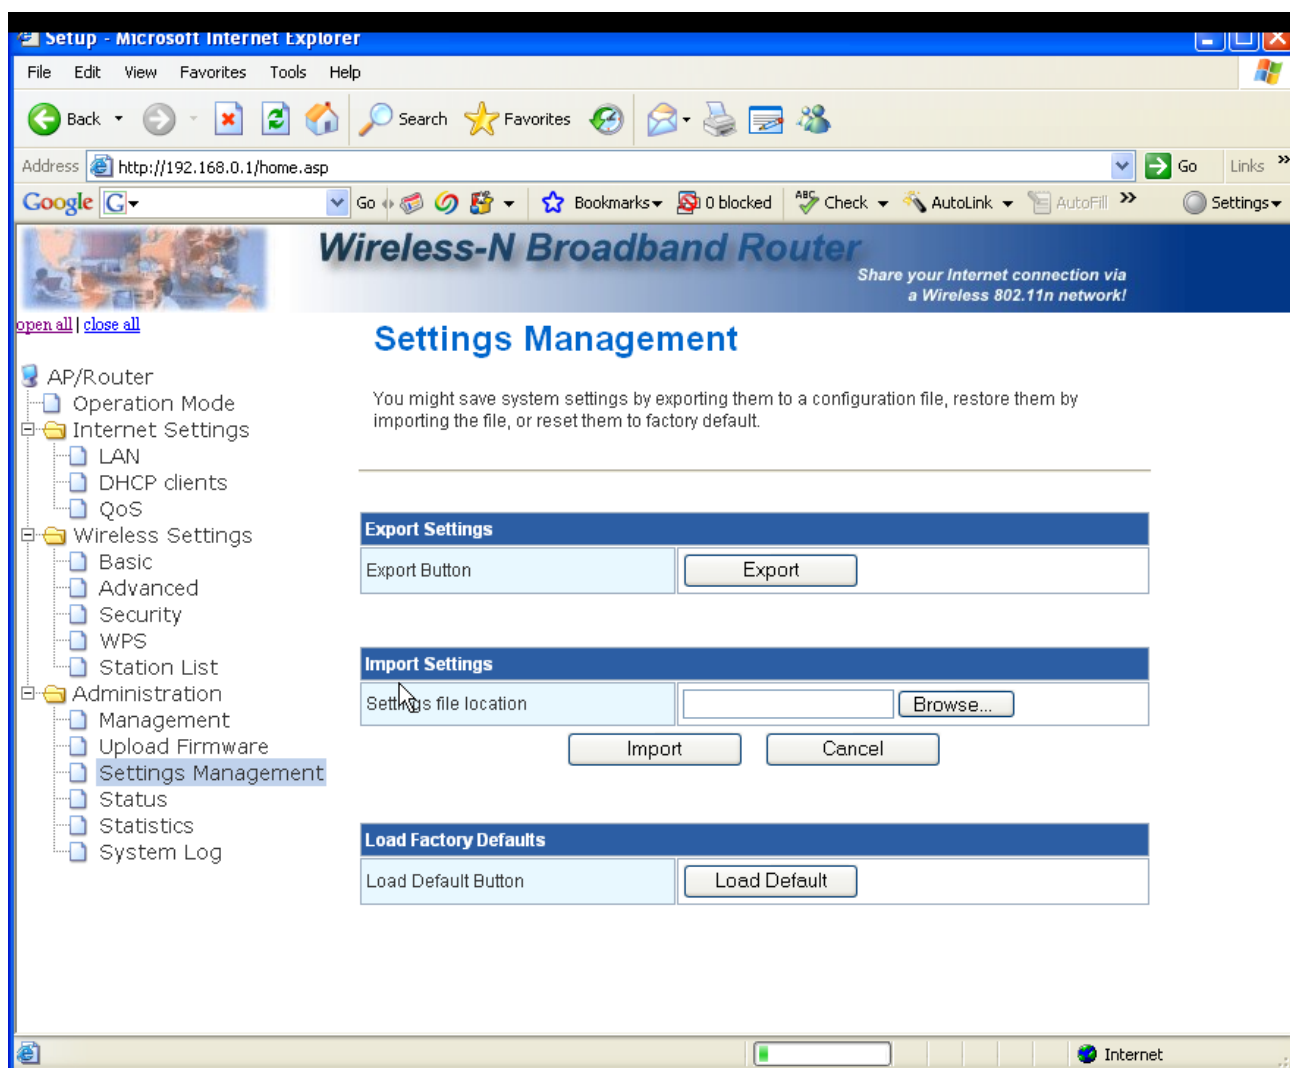 Setup - Microsoft Internet Explorer
File Edit View Favorites Tools Help
Back Search Favorites
Address http://192.168.0.1/home.asp Go Links »
Google G Go Bookmarks 0 blocked ABC Check AutoLink AutoFill » Settings
Wireless-N Broadband Router
Share your Internet connection via
a Wireless 802.11n network!
open all | close all
Settings Management
AP/Router
Operation Mode
Internet Settings
LAN
DHCP clients
QoS
Wireless Settings
Basic
Advanced
Security
WPS
Station List
Administration
Management
Upload Firmware
Settings Management
Status
Statistics
System Log
You might save system settings by exporting them to a configuration file, restore them by
importing the file, or reset them to factory default.
Export Settings
Export Button Export
Import Settings
Settings file location Browse...
Import Cancel
Load Factory Defaults
Load Default Button Load Default
Internet